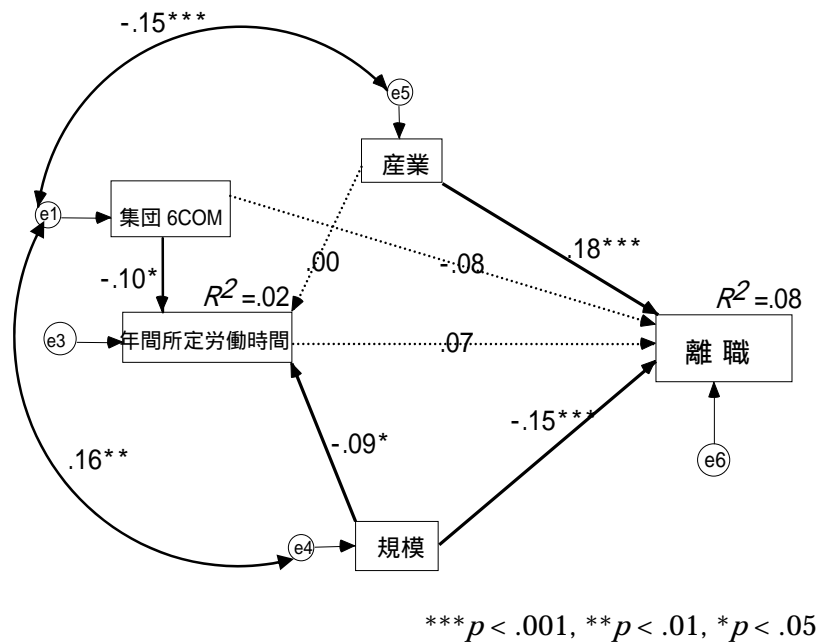 -.15***
e5
産業
e1
集団 6COM
-.10*
.00
-.08
.18***
R² =.02
R² =.08
e3
年間所定労働時間
.07
離 職
-.09*
-.15***
e6
.16**
e4
規模
***p < .001, **p < .01, *p < .05